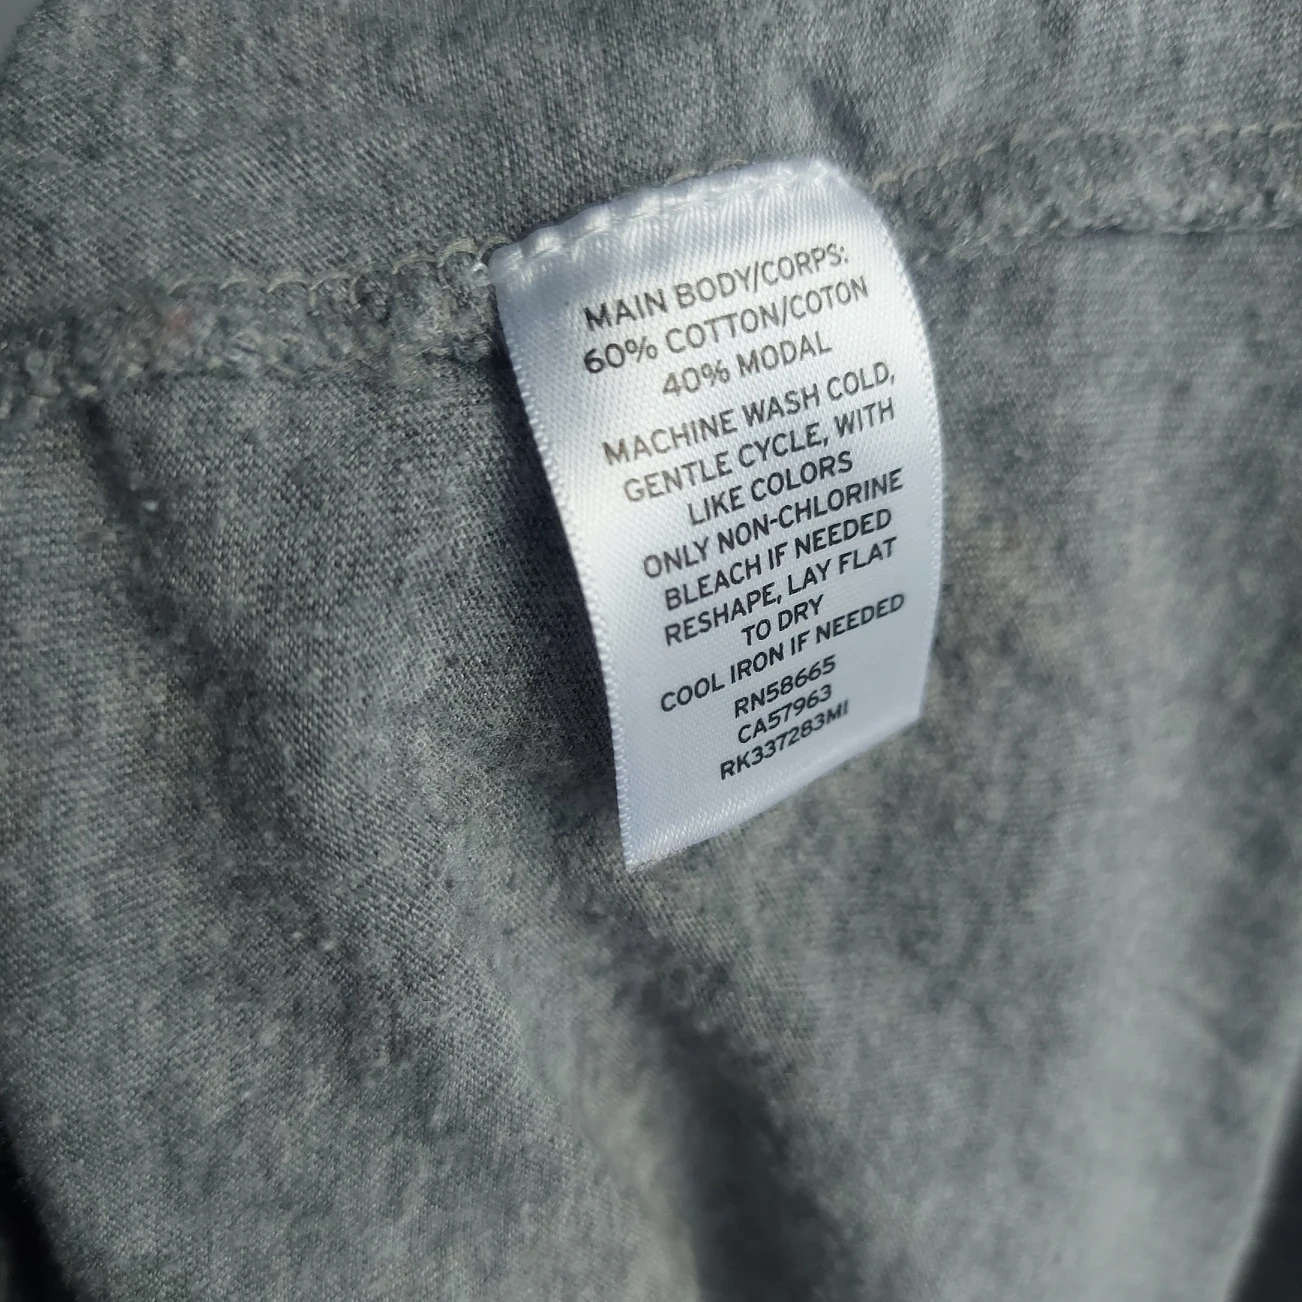 MAIN BODY/CORPS:
60% COTTON/COTON
40% MODAL
MACHINE WASH COLD,
GENTLE CYCLE, WITH
LIKE COLORS
ONLY NON-CHLORINE
BLEACH IF NEEDED
RESHAPE, LAY FLAT
TO DRY
COOL IRON IF NEEDED
RN58665
CA57963
RK337283MI